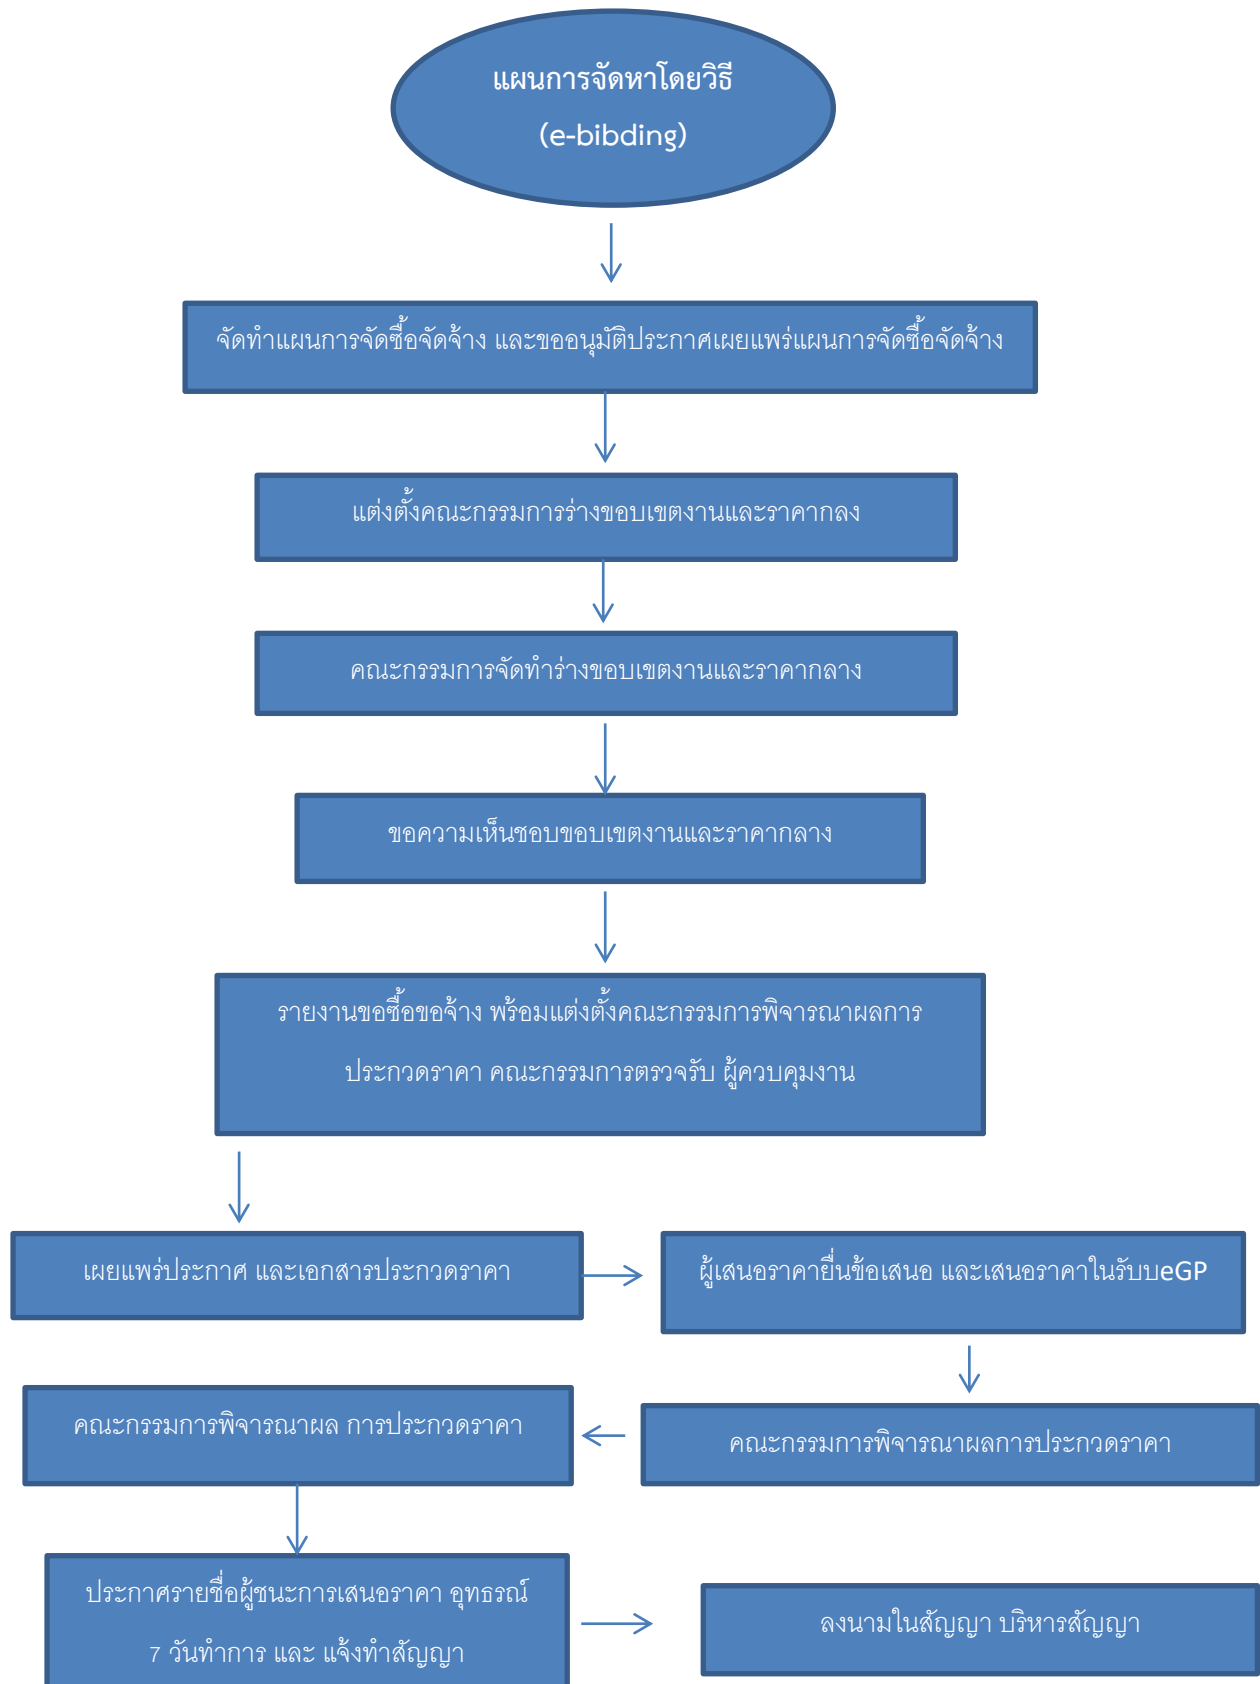 แผนการจัดหาโดยวิธี
(e-bibding)
จัดทำแผนการจัดซื้อจัดจ้าง และขออนุมัติประกาศเผยแพร่แผนการจัดซื้อจัดจ้าง
แต่งตั้งคณะกรรมการร่างขอบเขตงานและราคากลง
คณะกรรมการจัดทำร่างขอบเขตงานและราคากลาง
ขอความเห็นชอบขอบเขตงานและราคากลาง
รายงานขอซื้อขอจ้าง พร้อมแต่งตั้งคณะกรรมการพิจารณาผลการ
ประกวดราคา คณะกรรมการตรวจรับ ผู้ควบคุมงาน
เผยแพร่ประกาศ และเอกสารประกวดราคา
ผู้เสนอราคายื่นข้อเสนอ และเสนอราคาในรับบeGP
คณะกรรมการพิจารณาผลการประกวดราคา
คณะกรรมการพิจารณาผล การประกวดราคา
ประกาศรายชื่อผู้ชนะการเสนอราคา อุทธรณ์
7 วันทำการ และ แจ้งทำสัญญา
ลงนามในสัญญา บริหารสัญญา